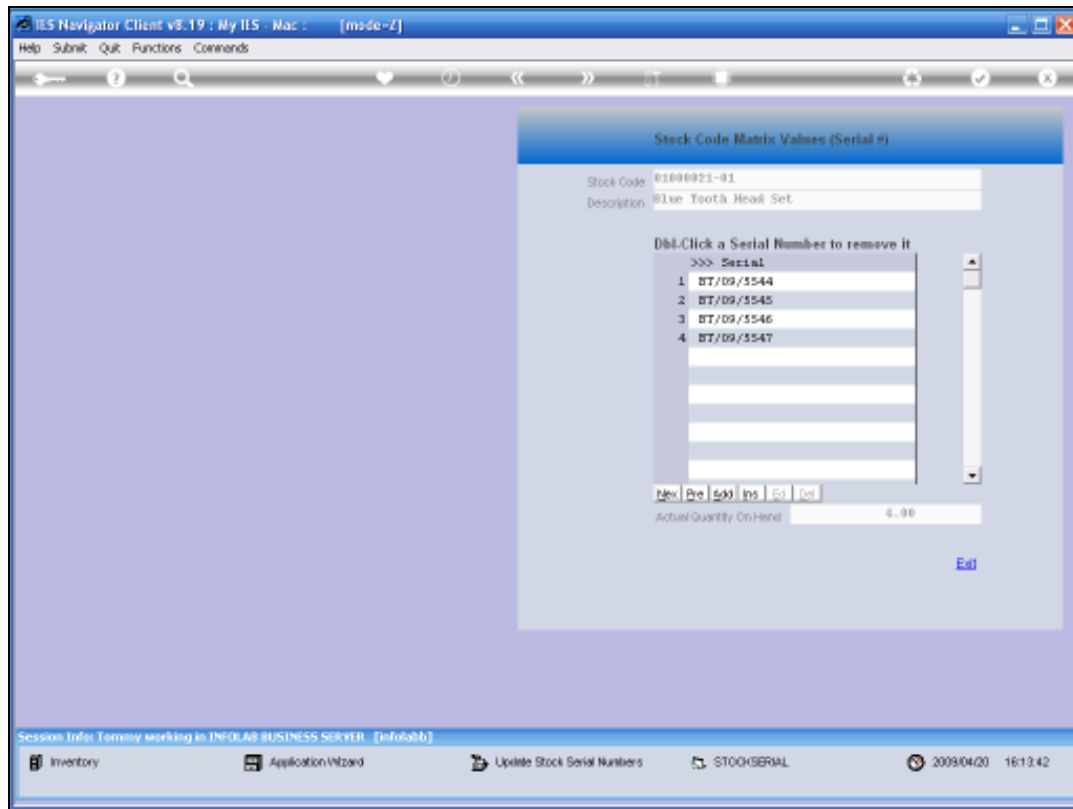 IES Navigator Client v8.19 : My IES - Mac : [mode=Z]
Help Submit Quit Functions Commands
Stock Code Matrix Values (Serial #)
Stock Code 01000021-01
Description Blue Tooth Head Set
Dbl-Click a Serial Number to remove it
>>> Serial
1 BT/09/5544
2 BT/09/5545
3 BT/09/5546
4 BT/09/5547
Nex Pre Add Ins Ed Del
Actual Quantity On Hand
Exit
Session Info: Tommy working in INFOLAB BUSINESS SERVER [infolabb]
Inventory Application Wizard Update Stock Serial Numbers STOCKSERIAL 2009/04/20 16:13:42